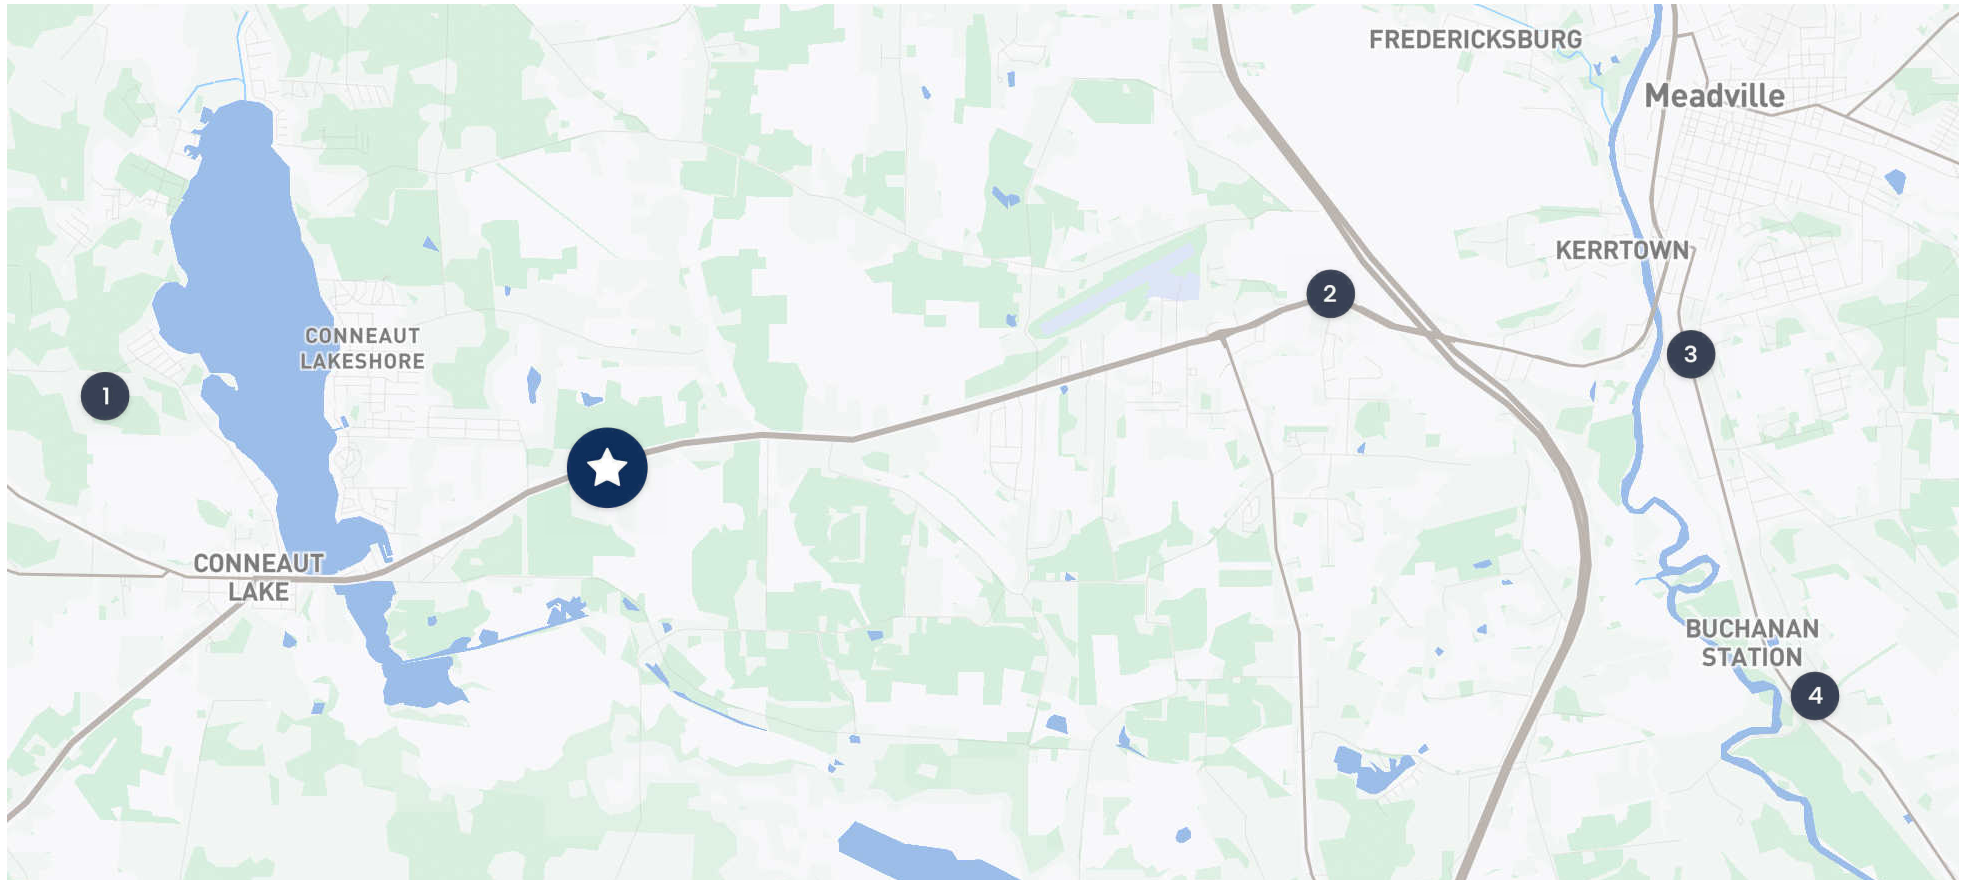 FREDERICKSBURG
Meadville
KERRTOWN
2
CONNEAUT
LAKESHORE
3
1
CONNEAUT
LAKE
BUCHANAN
STATION
4